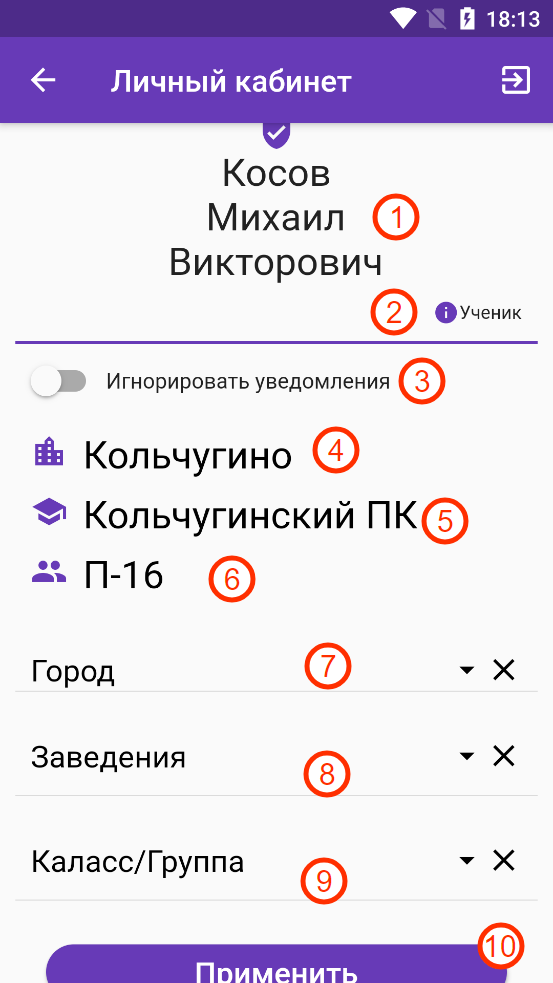 18:13
Личный кабинет
Косов
Михаил 1
Викторович
2 Ученик
Игнорировать уведомления 3
Кольчугино 4
Кольчугинский ПК 5
П-16 6
Город 7
Заведения 8
Каласс/Группа 9
10
Применить